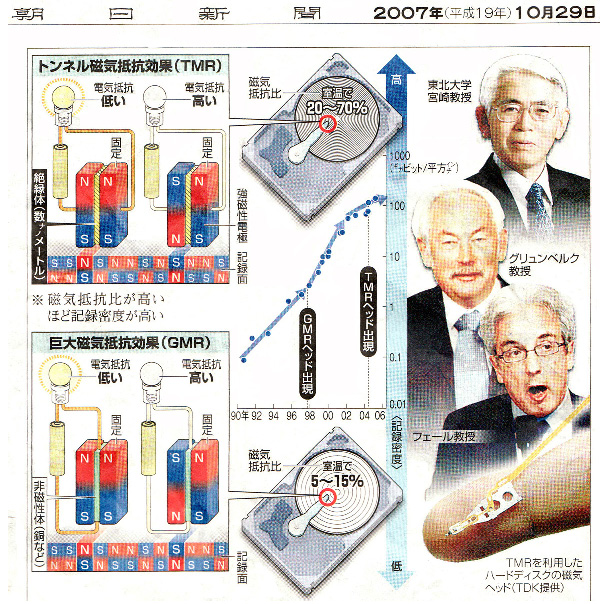 朝日新聞
2007年(平成19年)10月29日
トンネル磁気抵抗効果(TMR)
電気抵抗
低い
電気抵抗
高い
固定
固定
N N
S S
S N
N S
絶縁体(数ナノメートル)
強磁性電極
記録面
※磁気抵抗比が高い
ほど記録密度が高い
磁気
抵抗比
室温で
20~70%
高
1000
(ギガビット/平方インチ)
100
10
1
0.1
0.01
〈記録密度〉
低
GMRヘッド出現
TMRヘッド出現
90年 92 94 96 98 00 02 04 06
巨大磁気抵抗効果(GMR)
電気抵抗
低い
電気抵抗
高い
固定
固定
N N
S S
S N
N S
非磁性体(銅など)
記録面
磁気
抵抗比
室温で
5~15%
東北大学
宮崎教授
グリュンベルク
教授
フェール教授
TMRを利用した
ハードディスクの磁気
ヘッド(TDK提供)